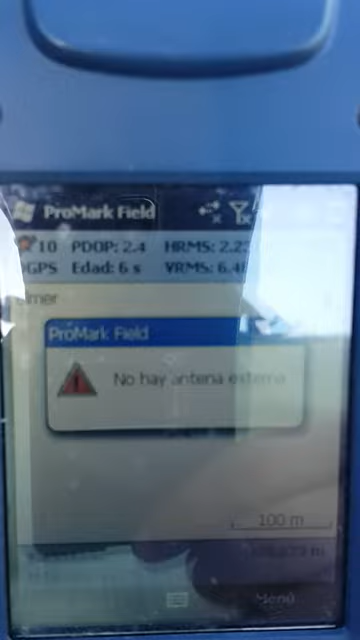 ProMark Field
10 PDOP: 2.4 HRMS: 2.23
GPS Edad: 6 s VRMS: 6.4
ProMark Field
No hay antena externa
100 m
Menú